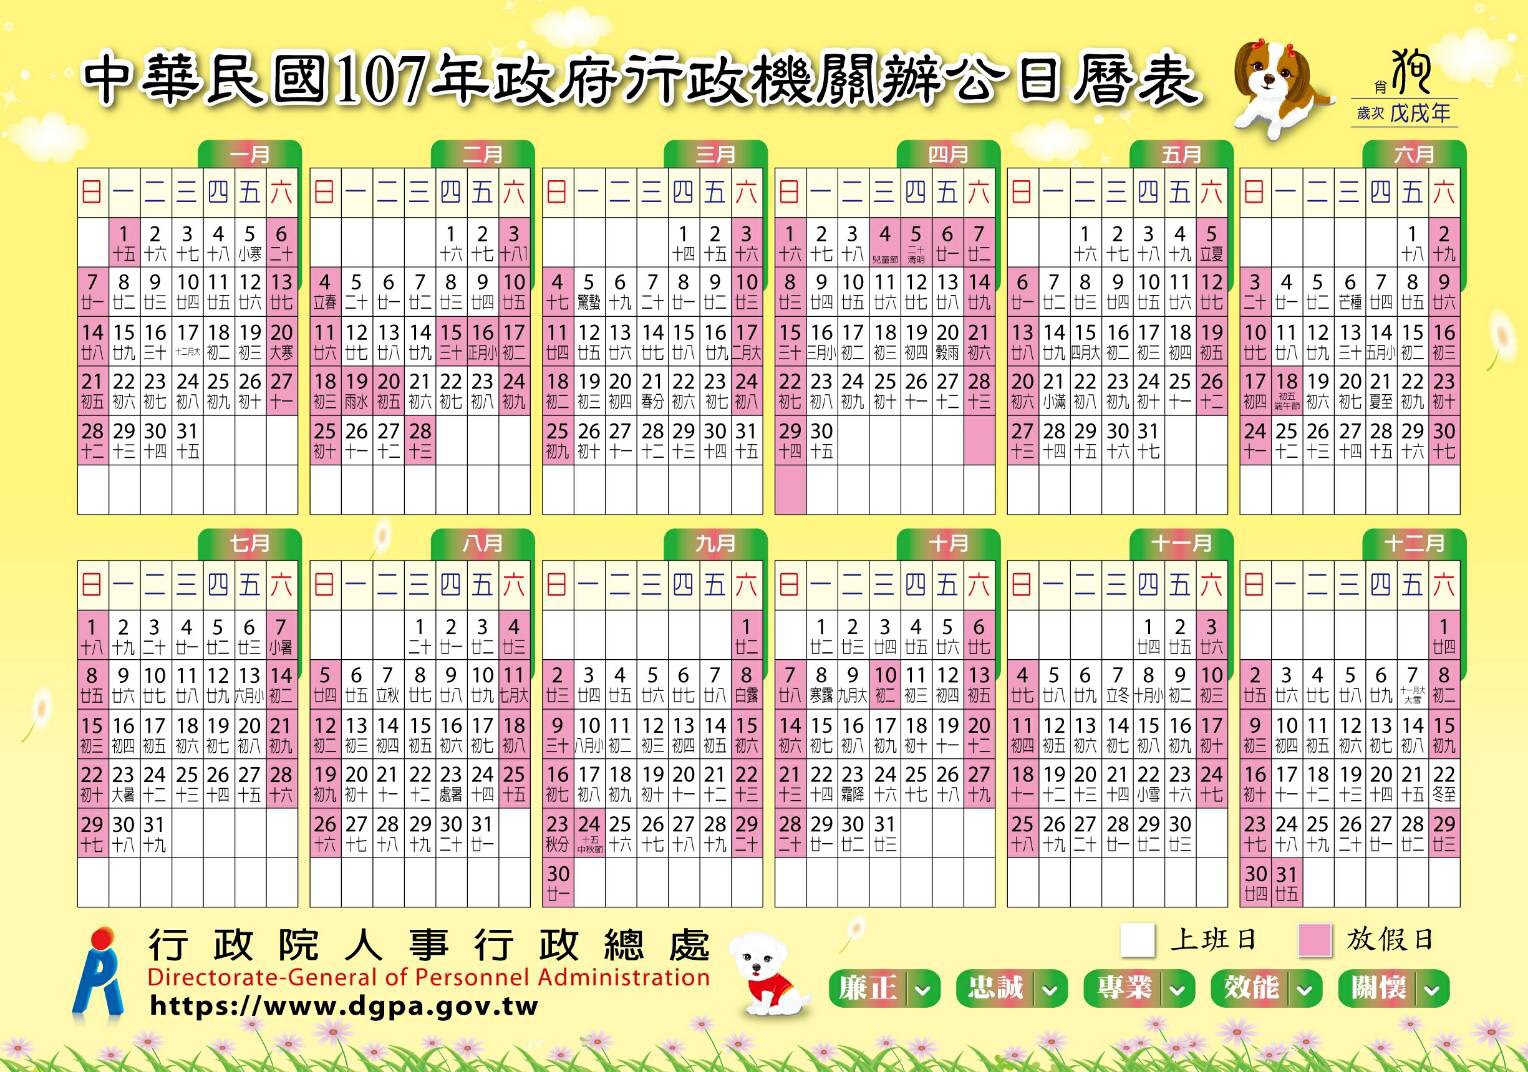 中華民國107年政府行政機關辦公日曆表
肖狗
歲次 戊戌年
一月
日 一 二 三 四 五 六
1 2 3 4 5 6
十五 十六 十七 十八 小寒 二十
7 8 9 10 11 12 13
廿一 廿二 廿三 廿四 廿五 廿六 廿七
14 15 16 17 18 19 20
廿八 廿九 三十 十二月大 初二 初三 大寒
21 22 23 24 25 26 27
初五 初六 初七 初八 初九 初十 十一
28 29 30 31
十二 十三 十四 十五
二月
日 一 二 三 四 五 六
1 2 3
十六 十七 十八
4 5 6 7 8 9 10
立春 二十 廿一 廿二 廿三 廿四 廿五
11 12 13 14 15 16 17
廿六 廿七 廿八 廿九 三十 正月小 初二
18 19 20 21 22 23 24
初三 雨水 初五 初六 初七 初八 初九
25 26 27 28
初十 十一 十二 十三
三月
日 一 二 三 四 五 六
1 2 3
十四 十五 十六
4 5 6 7 8 9 10
十七 驚蟄 十九 二十 廿一 廿二 廿三
11 12 13 14 15 16 17
廿四 廿五 廿六 廿七 廿八 廿九 二月大
18 19 20 21 22 23 24
初二 初三 初四 春分 初六 初七 初八
25 26 27 28 29 30 31
初九 初十 十一 十二 十三 十四 十五
四月
日 一 二 三 四 五 六
1 2 3 4 5 6 7
十六 十七 十八 兒童節 二十 清明 廿一 廿二
8 9 10 11 12 13 14
廿三 廿四 廿五 廿六 廿七 廿八 廿九
15 16 17 18 19 20 21
三十 三月小 初二 初三 初四 穀雨 初六
22 23 24 25 26 27 28
初七 初八 初九 初十 十一 十二 十三
29 30
十四 十五
五月
日 一 二 三 四 五 六
1 2 3 4 5
十六 十七 十八 十九 立夏
6 7 8 9 10 11 12
廿一 廿二 廿三 廿四 廿五 廿六 廿七
13 14 15 16 17 18 19
廿八 廿九 四月大 初二 初三 初四 初五
20 21 22 23 24 25 26
初六 小滿 初八 初九 初十 十一 十二
27 28 29 30 31
十三 十四 十五 十六 十七
六月
日 一 二 三 四 五 六
1 2
十八 十九
3 4 5 6 7 8 9
二十 廿一 廿二 芒種 廿四 廿五 廿六
10 11 12 13 14 15 16
廿七 廿八 廿九 三十 五月小 初二 初三
17 18 19 20 21 22 23
初四 初五 端午節 初六 初七 夏至 初九 初十
24 25 26 27 28 29 30
十一 十二 十三 十四 十五 十六 十七
七月
日 一 二 三 四 五 六
1 2 3 4 5 6 7
十八 十九 二十 廿一 廿二 廿三 小暑
8 9 10 11 12 13 14
廿五 廿六 廿七 廿八 廿九 六月小 初二
15 16 17 18 19 20 21
初三 初四 初五 初六 初七 初八 初九
22 23 24 25 26 27 28
初十 大暑 十二 十三 十四 十五 十六
29 30 31
十七 十八 十九
八月
日 一 二 三 四 五 六
1 2 3 4
二十 廿一 廿二 廿三
5 6 7 8 9 10 11
廿四 廿五 立秋 廿七 廿八 廿九 七月大
12 13 14 15 16 17 18
初二 初三 初四 初五 初六 初七 初八
19 20 21 22 23 24 25
初九 初十 十一 十二 處暑 十四 十五
26 27 28 29 30 31
十六 十七 十八 十九 二十 廿一
九月
日 一 二 三 四 五 六
1
廿二
2 3 4 5 6 7 8
廿三 廿四 廿五 廿六 廿七 廿八 白露
9 10 11 12 13 14 15
三十 八月小 初二 初三 初四 初五 初六
16 17 18 19 20 21 22
初七 初八 初九 初十 十一 十二 十三
23 24 25 26 27 28 29
秋分 十五 中秋節 十六 十七 十八 十九 二十
30
廿一
十月
日 一 二 三 四 五 六
1 2 3 4 5 6
廿二 廿三 廿四 廿五 廿六 廿七
7 8 9 10 11 12 13
廿八 寒露 九月大 初二 初三 初四 初五
14 15 16 17 18 19 20
初六 初七 初八 初九 初十 十一 十二
21 22 23 24 25 26 27
十三 十四 霜降 十六 十七 十八 十九
28 29 30 31
二十 廿一 廿二 廿三
十一月
日 一 二 三 四 五 六
1 2 3
廿四 廿五 廿六
4 5 6 7 8 9 10
廿七 廿八 廿九 立冬 十月小 初二 初三
11 12 13 14 15 16 17
初四 初五 初六 初七 初八 初九 初十
18 19 20 21 22 23 24
十一 十二 十三 十四 小雪 十六 十七
25 26 27 28 29 30
十八 十九 二十 廿一 廿二 廿三
十二月
日 一 二 三 四 五 六
1
廿四
2 3 4 5 6 7 8
廿五 廿六 廿七 廿八 廿九 十一月大 大雪 初二
9 10 11 12 13 14 15
初三 初四 初五 初六 初七 初八 初九
16 17 18 19 20 21 22
初十 十一 十二 十三 十四 十五 冬至
23 24 25 26 27 28 29
十七 十八 十九 二十 廿一 廿二 廿三
30 31
廿四 廿五
行政院人事行政總處
Directorate-General of Personnel Administration
https://www.dgpa.gov.tw
上班日 放假日
廉正 忠誠 專業 效能 關懷